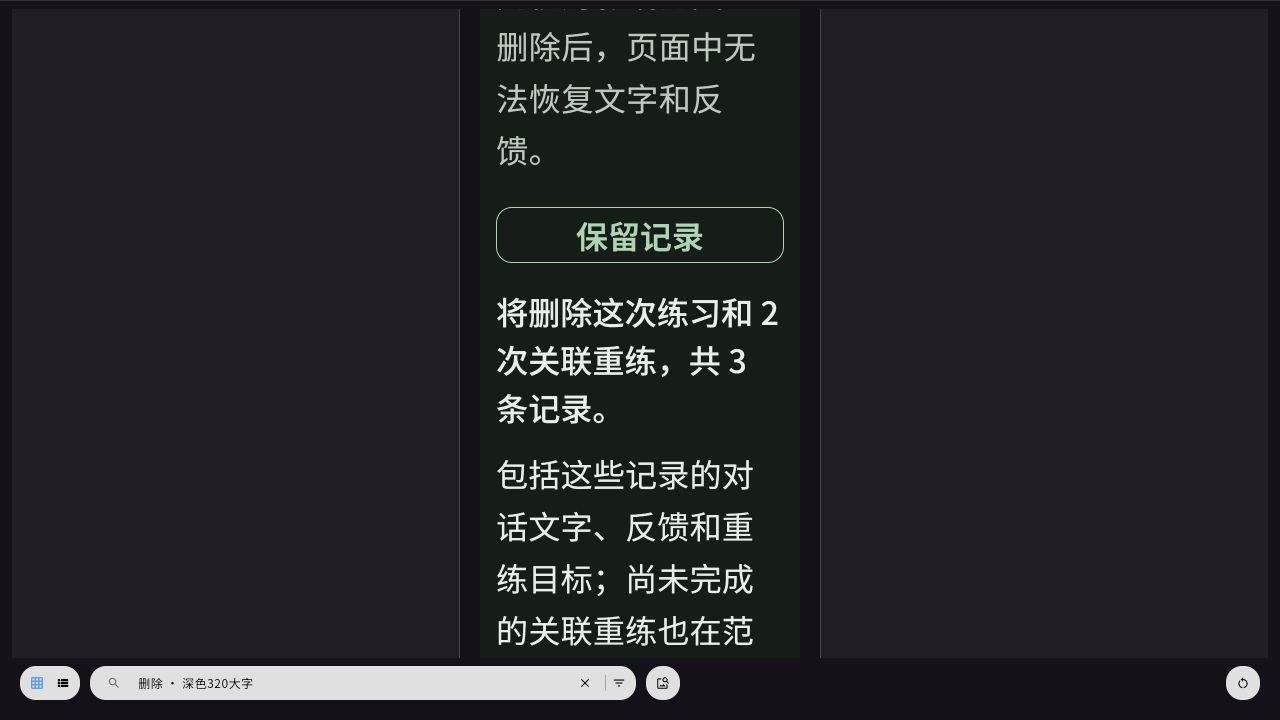 删除后，页面中无
法恢复文字和反
馈。
保留记录
将删除这次练习和 2
次关联重练，共 3
条记录。
包括这些记录的对
话文字、反馈和重
练目标；尚未完成
的关联重练也在范
删除 · 深色320大字